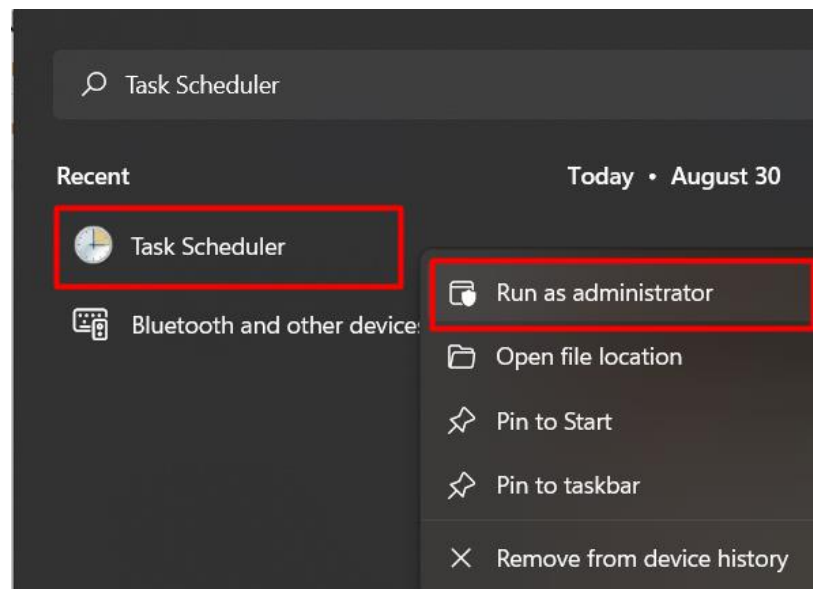 Task Scheduler
Recent
Today • August 30
Task Scheduler
Run as administrator
Bluetooth and other device
Open file location
Pin to Start
Pin to taskbar
Remove from device history